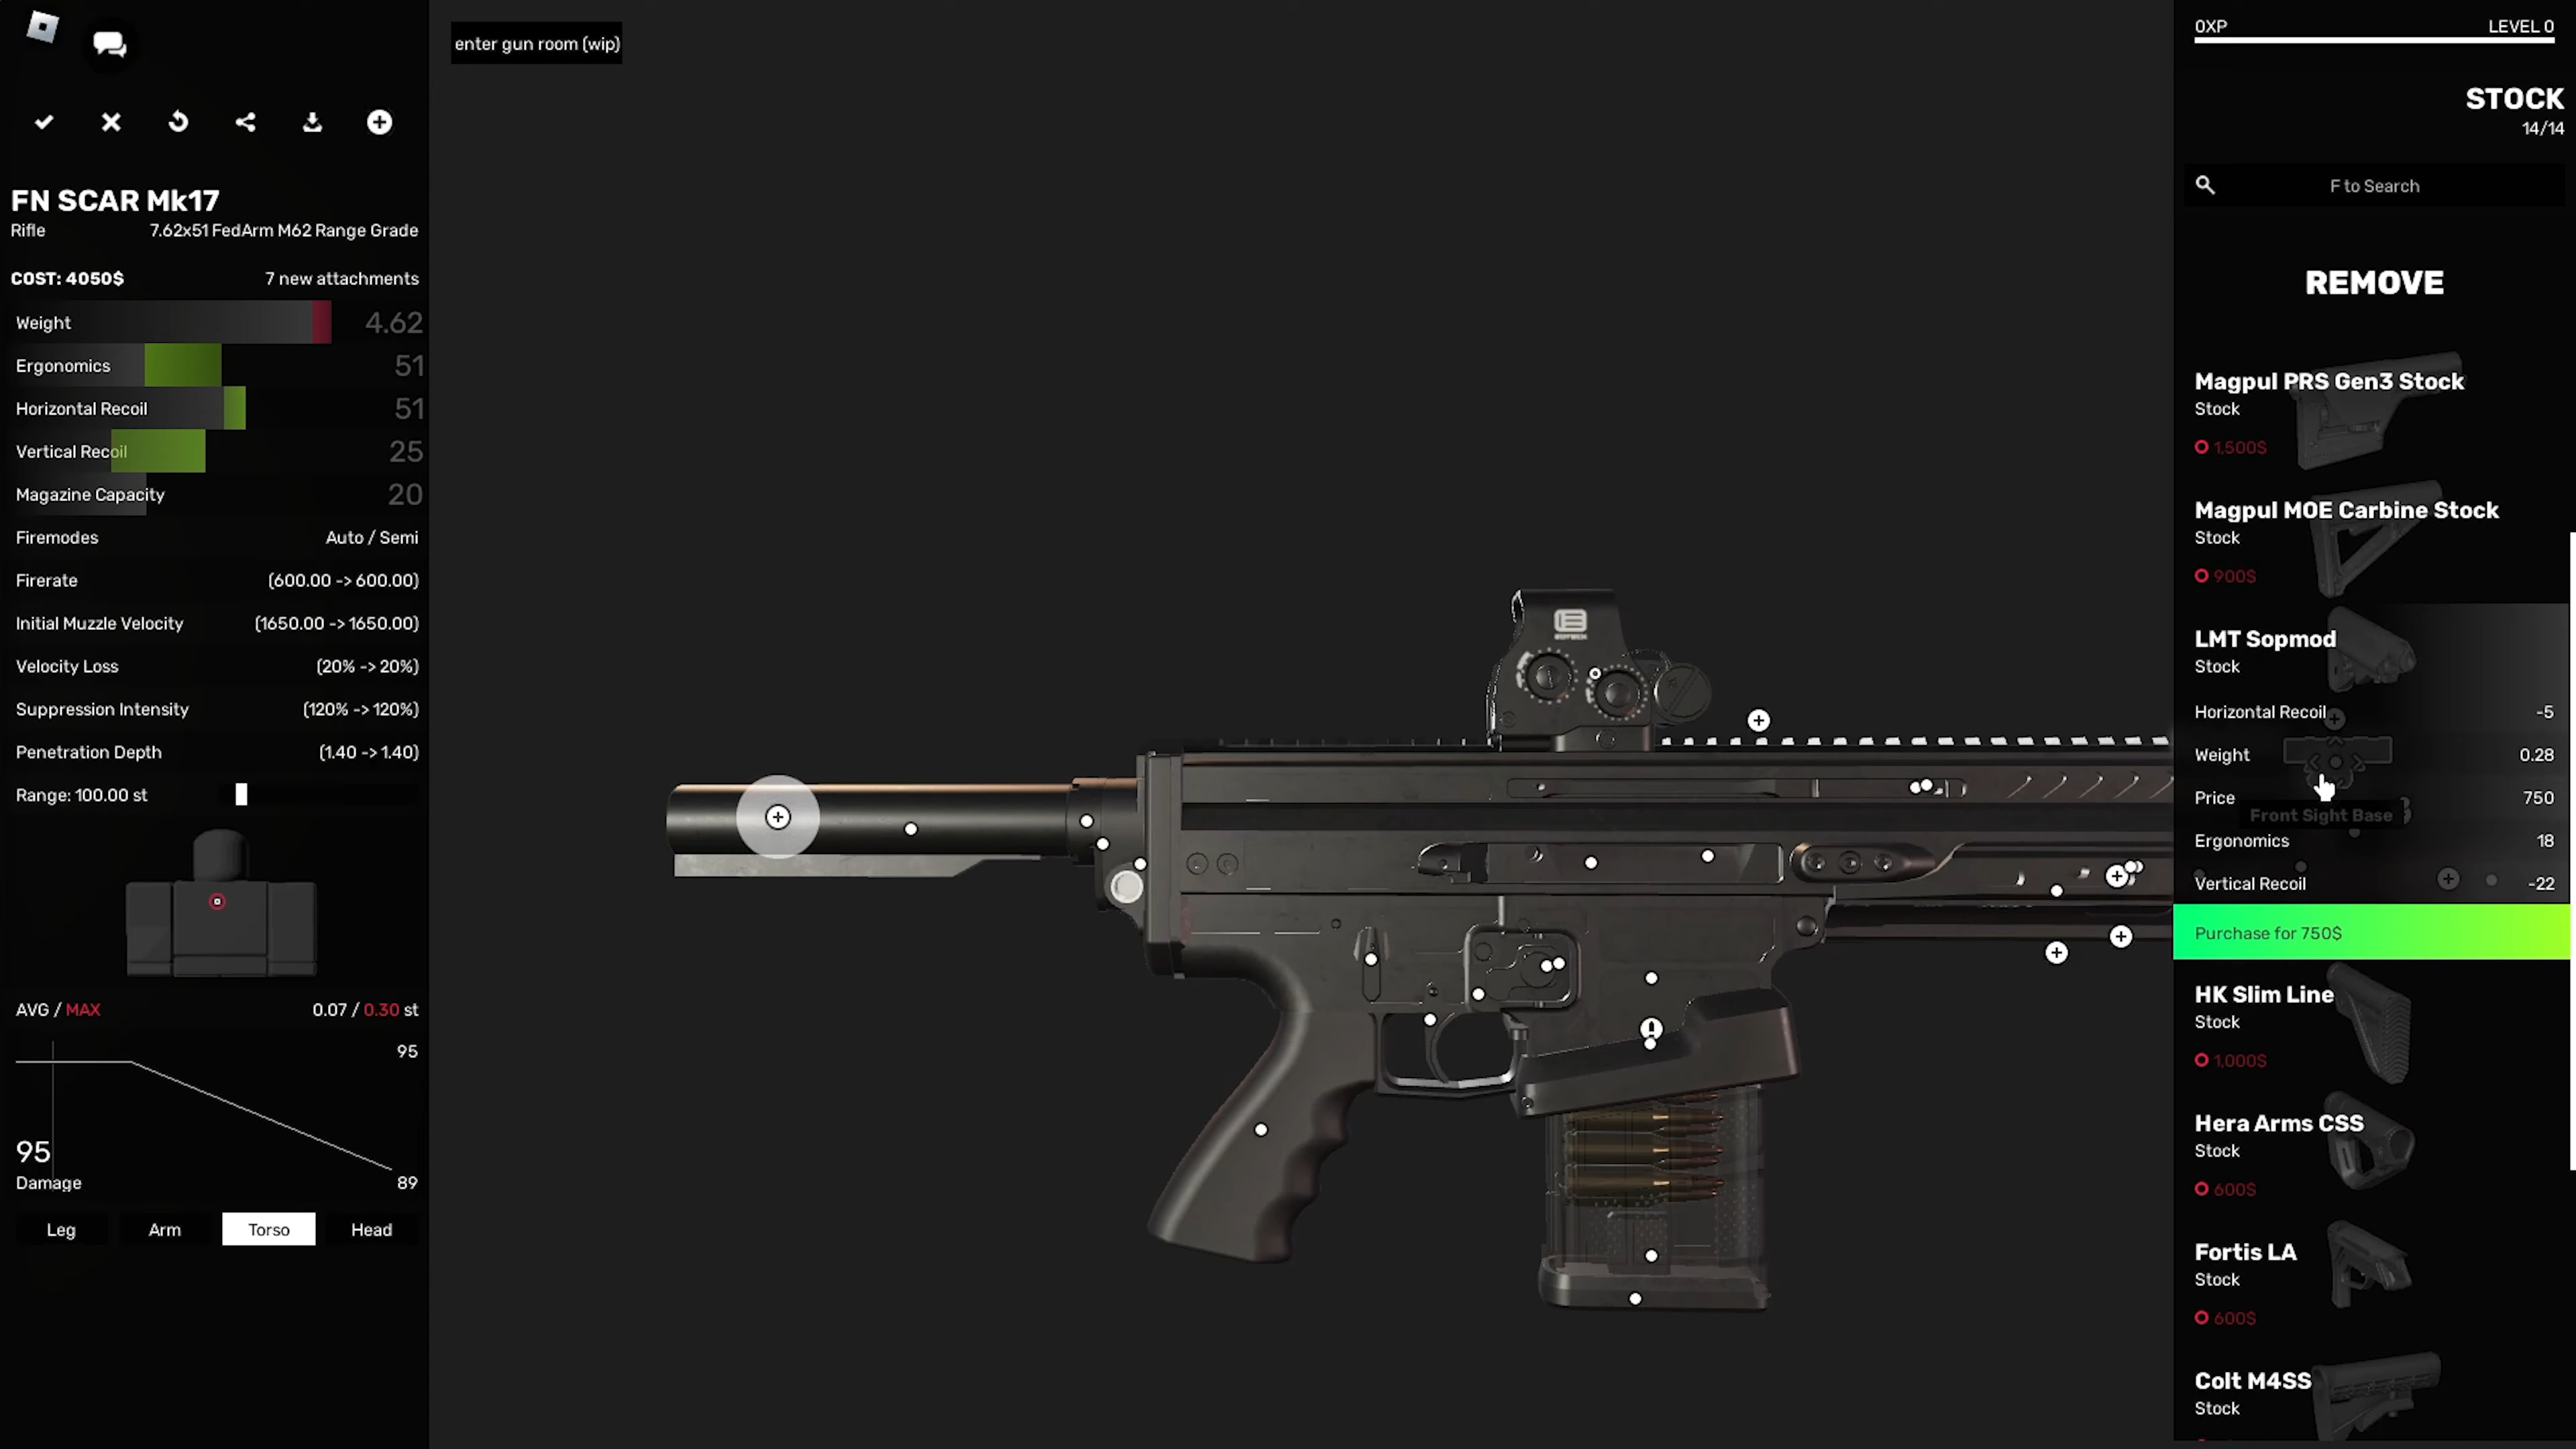 enter gun room (wip)
FN SCAR Mk17
Rifle 7.62x51 FedArm M62 Range Grade
COST: 4050$ 7 new attachments
Weight 4.62
Ergonomics 51
Horizontal Recoil 51
Vertical Recoil 25
Magazine Capacity 20
Firemodes Auto / Semi
Firerate (600.00 -> 600.00)
Initial Muzzle Velocity (1650.00 -> 1650.00)
Velocity Loss (20% -> 20%)
Suppression Intensity (120% -> 120%)
Penetration Depth (1.40 -> 1.40)
Range: 100.00 st
AVG / MAX 0.07 / 0.30 st
95
95
Damage 89
Leg Arm Torso Head
0XP LEVEL 0
STOCK
14/14
F to Search
REMOVE
Magpul PRS Gen3 Stock
Stock
1,500$
Magpul MOE Carbine Stock
Stock
900$
LMT Sopmod
Stock
Horizontal Recoil -5
Weight 0.28
Price 750
Front Sight Base
Ergonomics 18
Vertical Recoil -22
Purchase for 750$
HK Slim Line
Stock
1,000$
Hera Arms CSS
Stock
600$
Fortis LA
Stock
600$
Colt M4SS
Stock